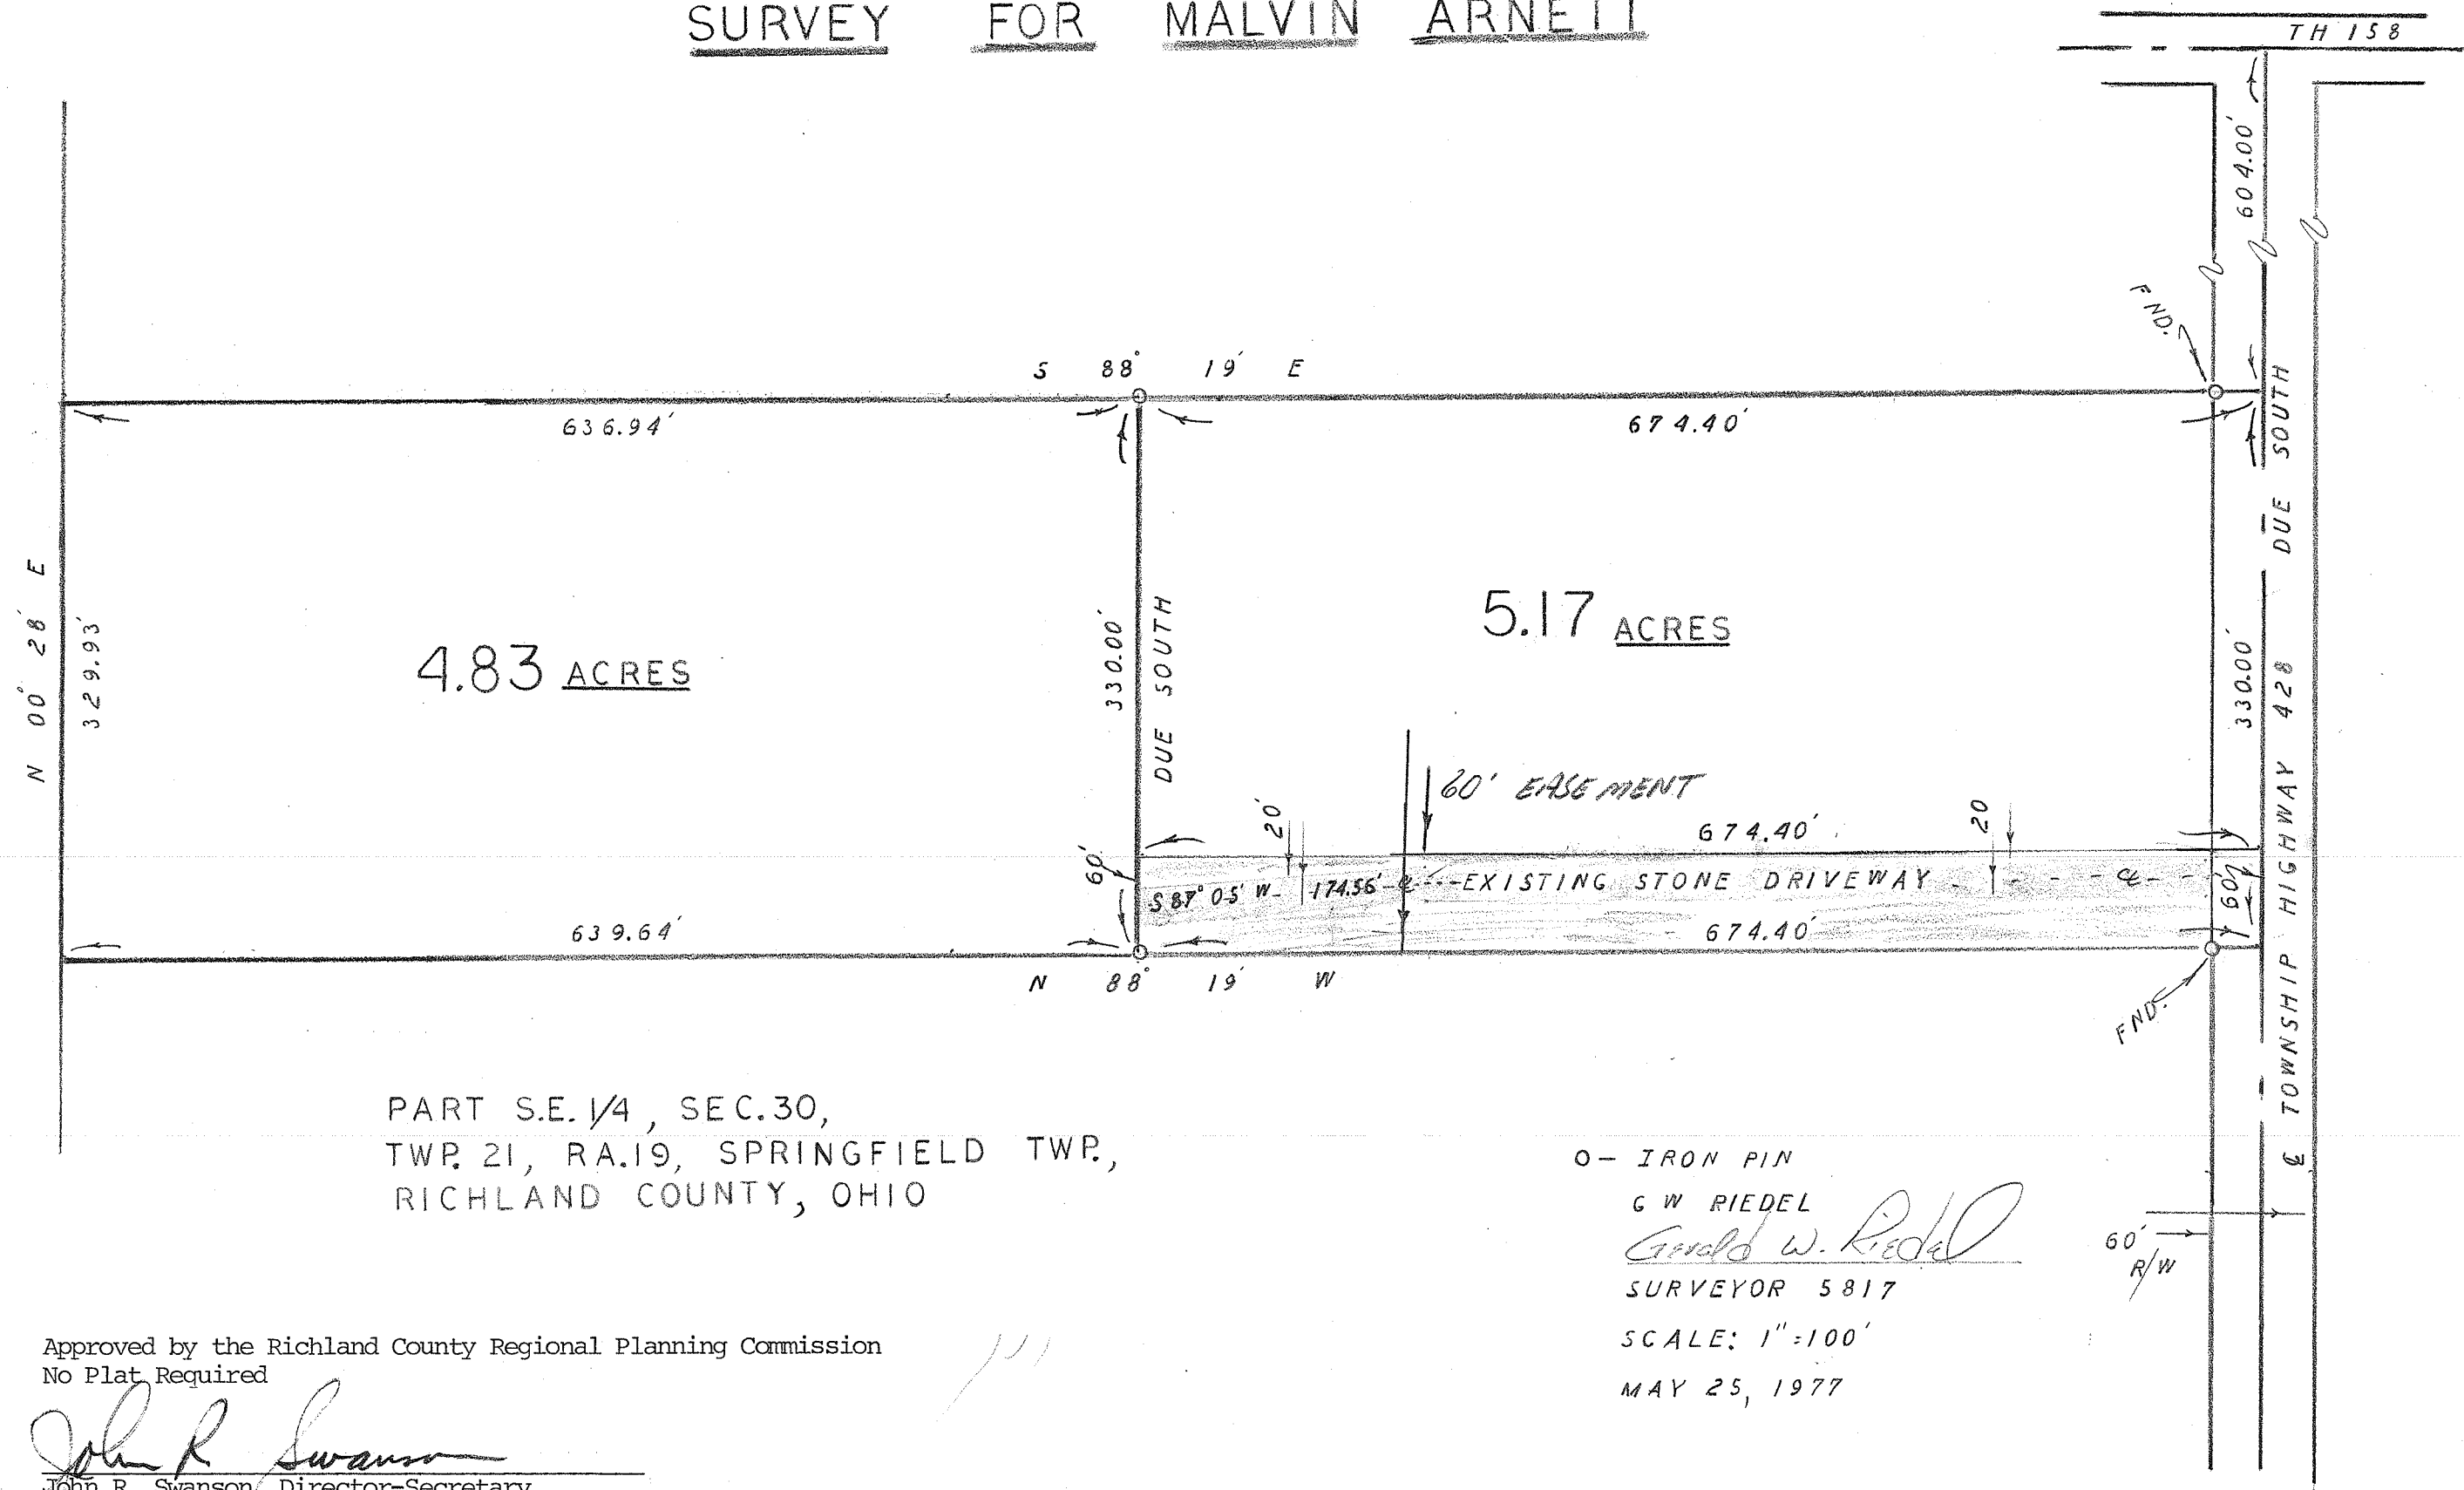 SURVEY FOR MALVIN ARNETT
TH 158
604.00'
FND.
S 88° 19' E
636.94'
674.40'
N 00° 28' E
329.93'
4.83 ACRES
330.00'
DUE SOUTH
5.17 ACRES
330.00'
DUE SOUTH
60' EASEMENT
20'
674.40'
20
60'
S 87° 05' W 174.56' ℄ EXISTING STONE DRIVEWAY ℄
60'
639.64'
674.40'
N 88° 19' W
FND.
℄ TOWNSHIP HIGHWAY 428
PART S.E. 1/4, SEC. 30,
TWP. 21, RA. 19, SPRINGFIELD TWP.,
RICHLAND COUNTY, OHIO
O- IRON PIN
G W RIEDEL
Gerald W. Riedel
SURVEYOR 5817
SCALE: 1"=100'
MAY 25, 1977
60'
R/W
Approved by the Richland County Regional Planning Commission
No Plat Required
John R Swanson
John R. Swanson, Director-Secretary